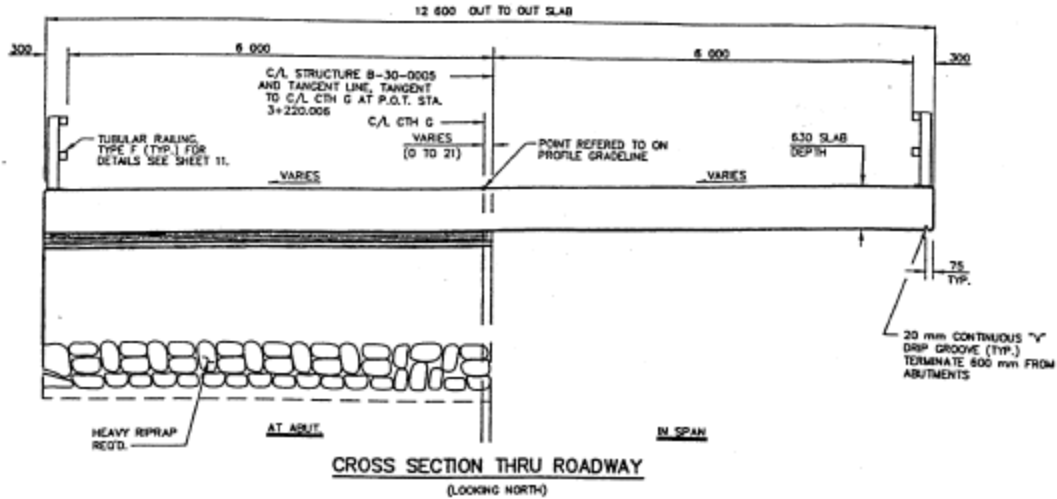 12 600 OUT TO OUT SLAB
300
6 000
6 000
300
C/L STRUCTURE B-30-0005
AND TANGENT LINE, TANGENT
TO C/L CTH G AT P.O.T. STA.
3+220.006
C/L CTH G
TUBULAR RAILING,
TYPE F (TYP.) FOR
DETAILS SEE SHEET 11.
VARIES
(0 TO 21)
POINT REFERED TO ON
PROFILE GRADELINE
630 SLAB
DEPTH
VARIES
VARIES
75
TYP.
20 mm CONTINUOUS "V"
DRIP GROOVE (TYP.)
TERMINATE 600 mm FROM
ABUTMENTS
HEAVY RIPRAP
REQ'D.
AT ABUT.
IN SPAN
CROSS SECTION THRU ROADWAY
(LOOKING NORTH)